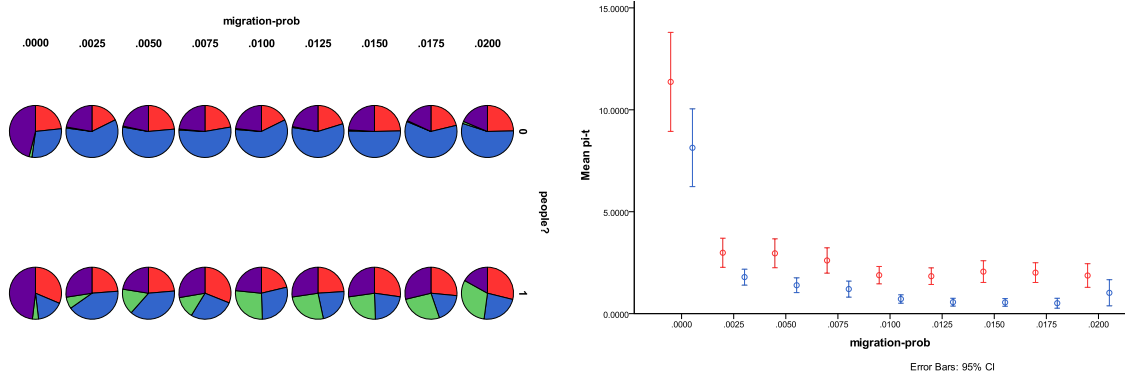 migration-prob
.0000 .0025 .0050 .0075 .0100 .0125 .0150 .0175 .0200
0
people?
1
15.0000
10.0000
5.0000
0.0000
Mean pi-t
.0000 .0025 .0050 .0075 .0100 .0125 .0150 .0175 .0200
migration-prob
Error Bars: 95% CI